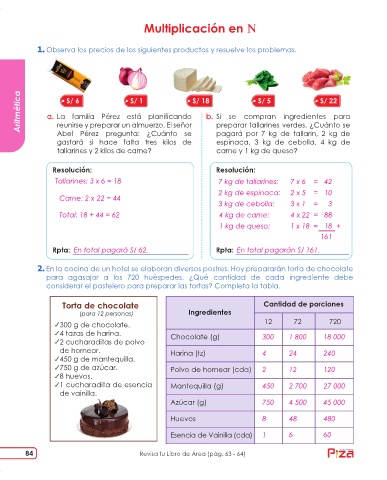 Multiplicación en N
1. Observa los precios de los siguientes productos y resuelve los problemas.
Aritmética
S/ 6
S/ 1
S/ 18
S/ 5
S/ 22
a. La familia Pérez está planificando
reunirse y preparar un almuerzo. El señor
Abel Pérez pregunta: ¿Cuánto se
gastará si hace falta tres kilos de
tallarines y 2 kilos de carne?
b. Si se compran ingredientes para
preparar tallarines verdes. ¿Cuánto se
pagará por 7 kg de tallarín, 2 kg de
espinaca, 3 kg de cebolla, 4 kg de
carne y 1 kg de queso?
Resolución:
Tallarines: 3 x 6 = 18
Carne: 2 x 22 = 44
Total: 18 + 44 = 62
Rpta: En total pagará S/ 62.
Resolución:
7 kg de tallarines: 7 x 6 = 42
2 kg de espinaca: 2 x 5 = 10
3 kg de cebolla: 3 x 1 = 3
4 kg de carne: 4 x 22 = 88
1 kg de queso: 1 x 18 = 18 +
161
Rpta: En total pagarán S/ 161.
2. En la cocina de un hotel se elaboran diversos postres. Hoy prepararán torta de chocolate
para agasajar a los 720 huéspedes. ¿Qué cantidad de cada ingrediente debe
considerar el pastelero para preparar las tortas? Completa la tabla.
Torta de chocolate
(para 12 personas)
✓300 g de chocolate.
✓4 tazas de harina.
✓2 cucharaditas de polvo
de hornear.
✓450 g de mantequilla.
✓750 g de azúcar.
✓8 huevos.
✓1 cucharadita de esencia
de vainilla.
Ingredientes Cantidad de porciones
12 72 720
Chocolate (g) 300 1 800 18 000
Harina (tz) 4 24 240
Polvo de hornear (cda) 2 12 120
Mantequilla (g) 450 2 700 27 000
Azúcar (g) 750 4 500 45 000
Huevos 8 48 480
Esencia de Vainilla (cda) 1 6 60
84 Revisa tu Libro de Área (pág. 63 - 64)